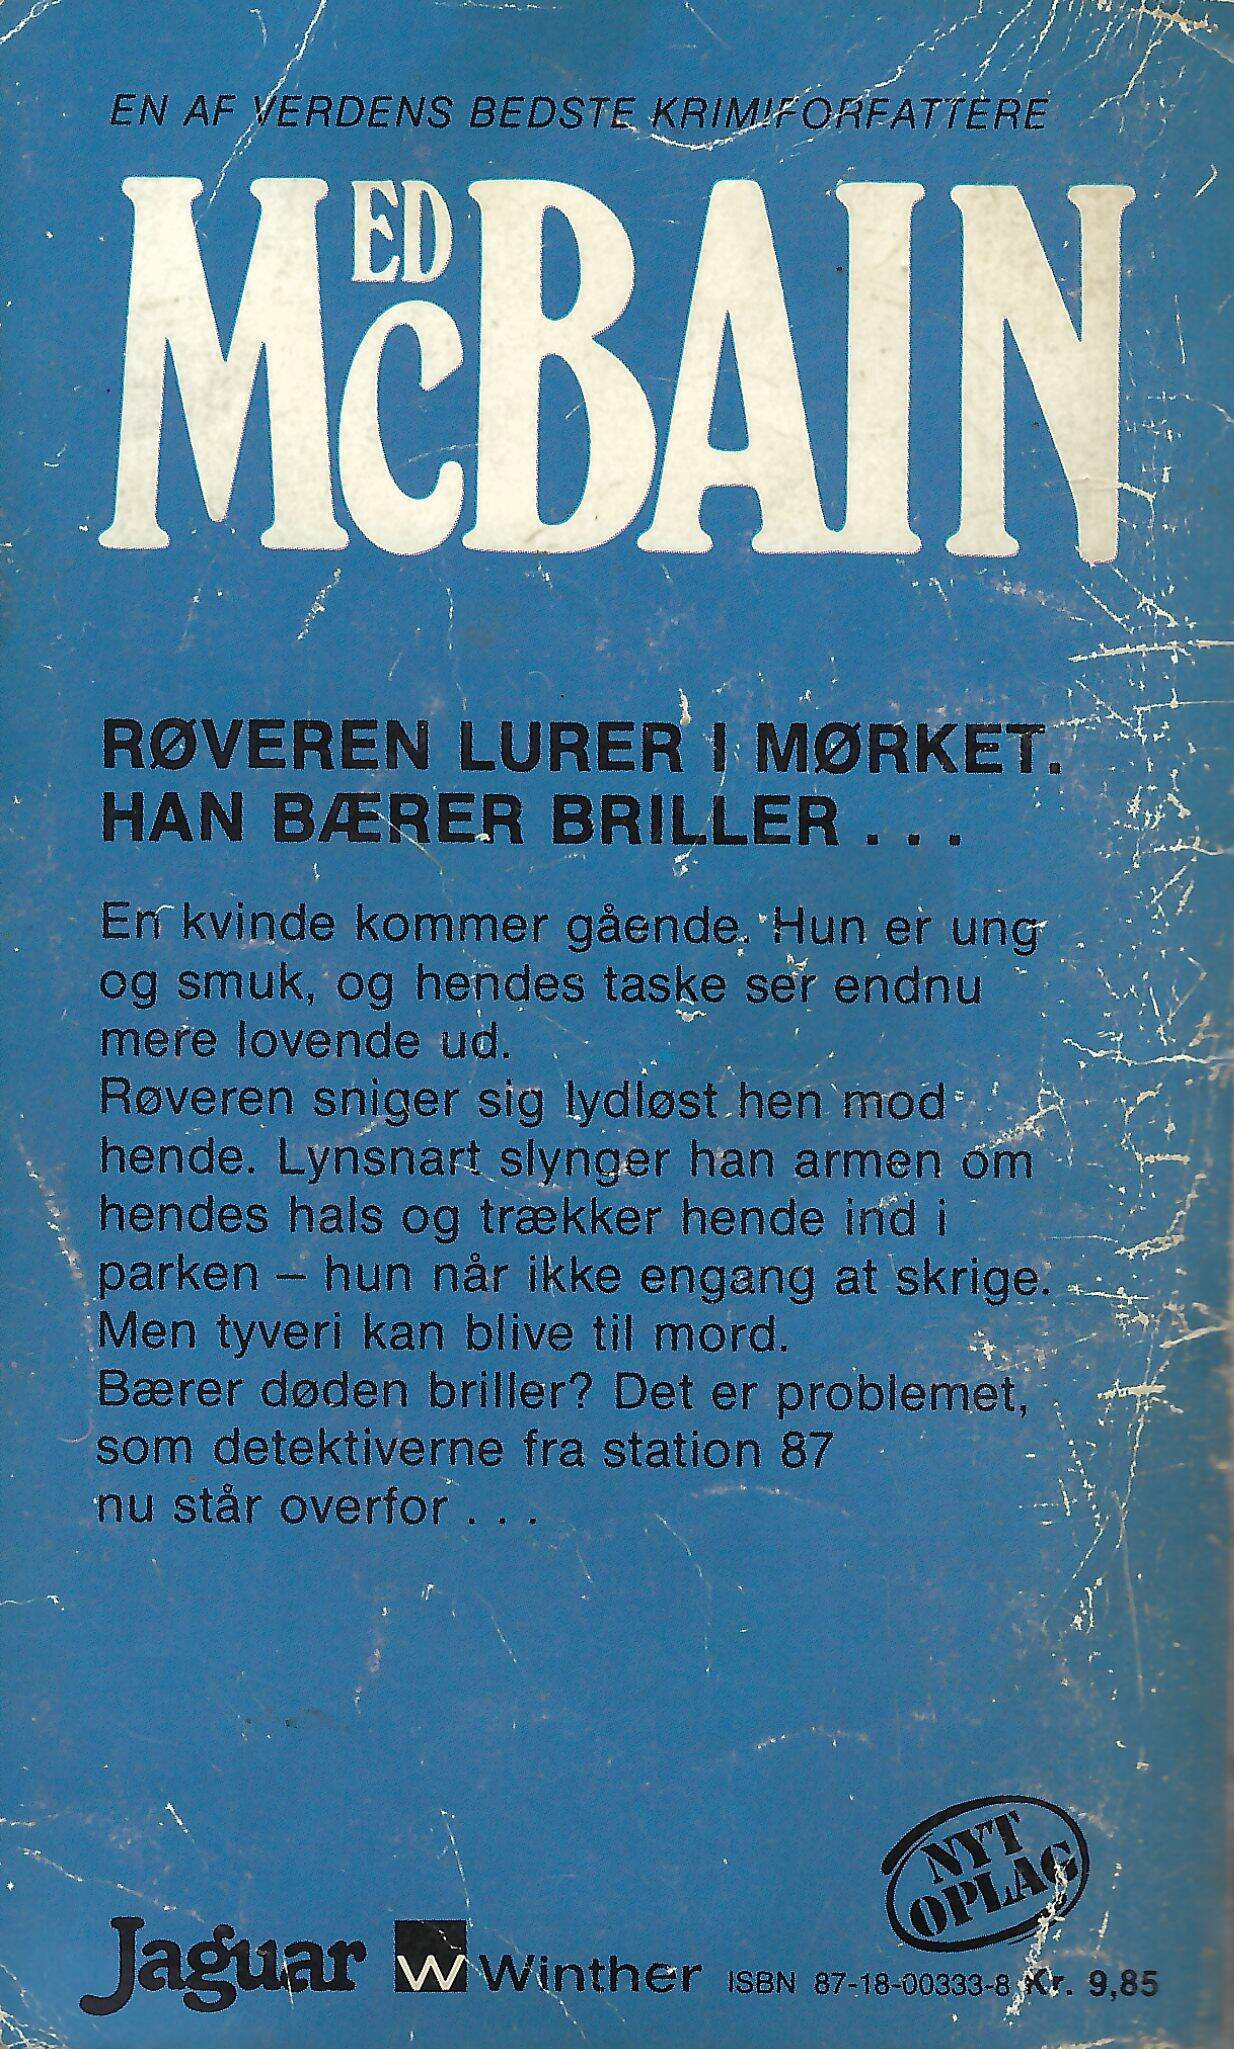 EN AF VERDENS BEDSTE KRIMIFORFATTERE
ED
McBAIN
RØVEREN LURER I MØRKET.
HAN BÆRER BRILLER . . .
En kvinde kommer gående. Hun er ung
og smuk, og hendes taske ser endnu
mere lovende ud.
Røveren sniger sig lydløst hen mod
hende. Lynsnart slynger han armen om
hendes hals og trækker hende ind i
parken – hun når ikke engang at skrige.
Men tyveri kan blive til mord.
Bærer døden briller? Det er problemet,
som detektiverne fra station 87
nu står overfor . . .
NYT
OPLAG
Jaguar W Winther ISBN 87-18-00333-8 Kr. 9,85